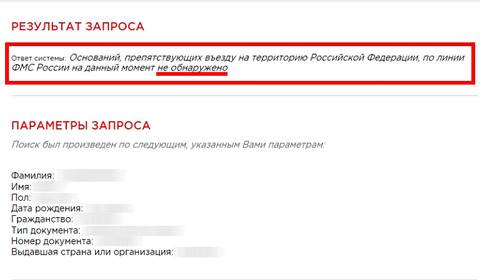 РЕЗУЛЬТАТ ЗАПРОСА
Ответ системы: Оснований, препятствующих въезду на территорию Российской Федерации, по линии
ФМС России на данный момент не обнаружено
ПАРАМЕТРЫ ЗАПРОСА
Поиск был произведен по следующим, указанным Вами параметрам:
Фамилия:
Имя:
Пол:
Дата рождения:
Гражданство:
Тип документа:
Номер документа:
Выдавшая страна или организация: